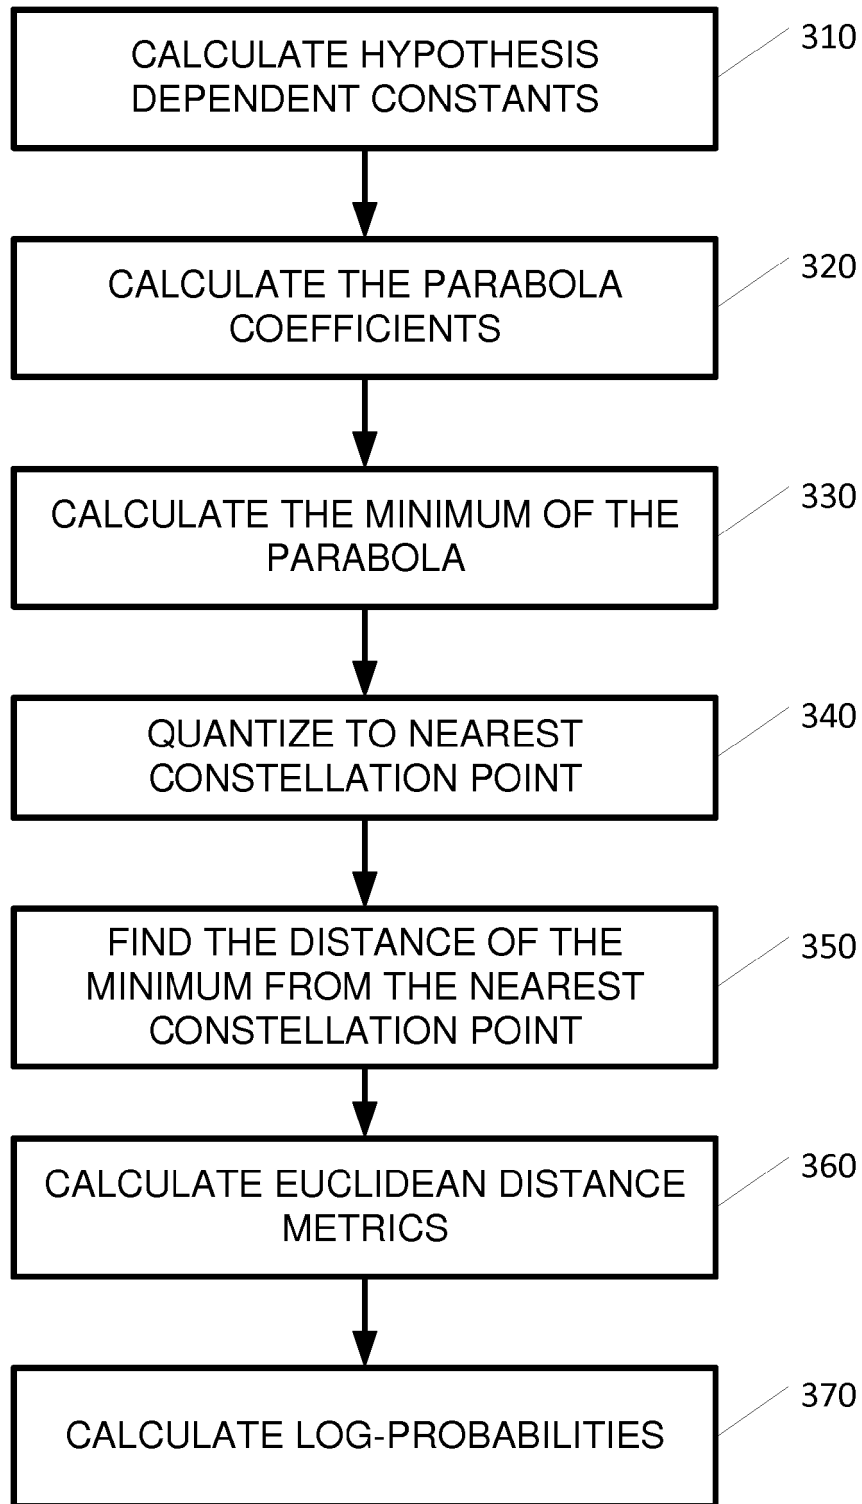 CALCULATE HYPOTHESIS
DEPENDENT CONSTANTS
310
CALCULATE THE PARABOLA
COEFFICIENTS
320
CALCULATE THE MINIMUM OF THE
PARABOLA
330
QUANTIZE TO NEAREST
CONSTELLATION POINT
340
FIND THE DISTANCE OF THE
MINIMUM FROM THE NEAREST
CONSTELLATION POINT
350
CALCULATE EUCLIDEAN DISTANCE
METRICS
360
CALCULATE LOG-PROBABILITIES
370